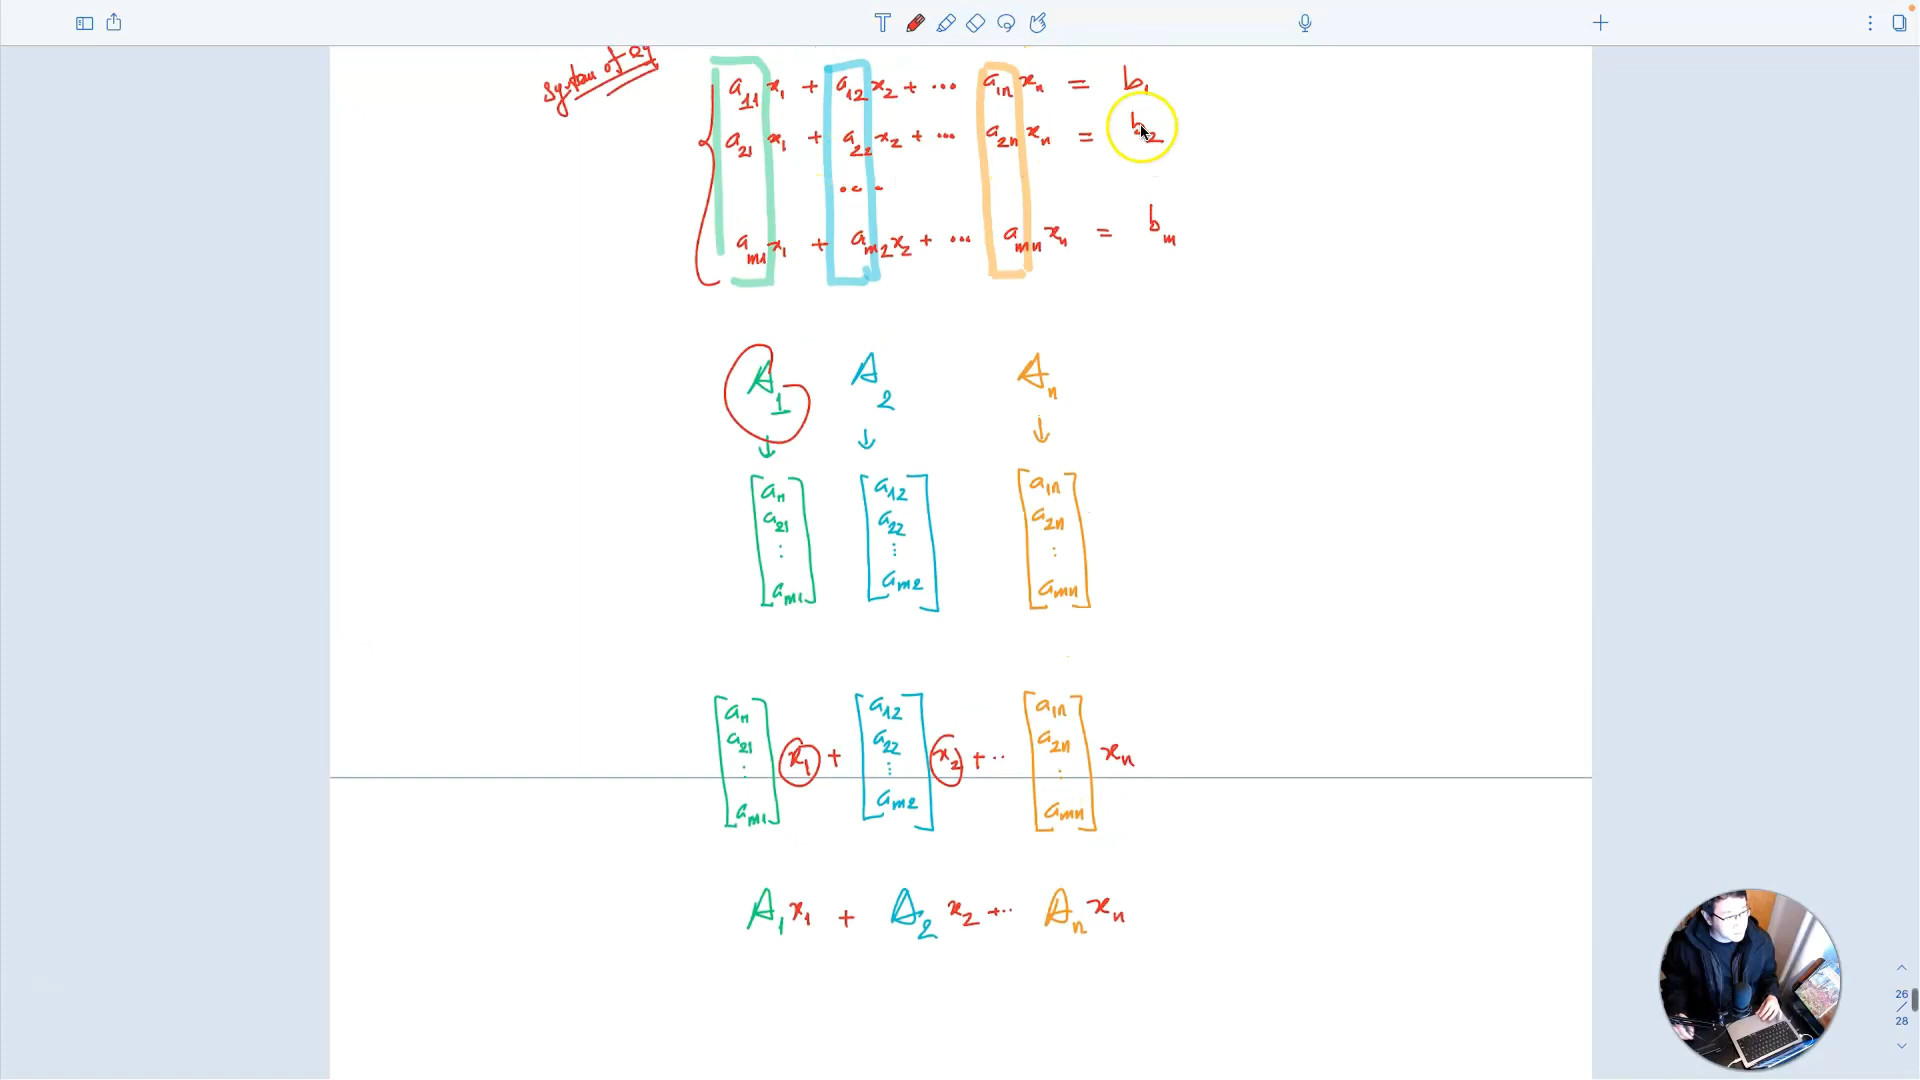 System of Eq
a₁₁ x₁ + a₁₂ x₂ + ... a₁ₙ xₙ = b₁
a₂₁ x₁ + a₂₂ x₂ + ... a₂ₙ xₙ = b₂
....
aₘ₁ x₁ + aₘ₂ x₂ + ... aₘₙ xₙ = bₘ
A₁ A₂ Aₙ
↓ ↓ ↓
[a₁₁ [a₁₂ [a₁ₙ
a₂₁ a₂₂ a₂ₙ
⋮ ⋮ ⋮
aₘ₁] aₘ₂] aₘₙ]
[a₁₁ [a₁₂ [a₁ₙ
a₂₁ a₂₂ a₂ₙ
x₁ + x₂ + .. xₙ
⋮ ⋮ ⋮
aₘ₁] aₘ₂] aₘₙ]
A₁x₁ + A₂ x₂ + .. Aₙ xₙ
26
/
28